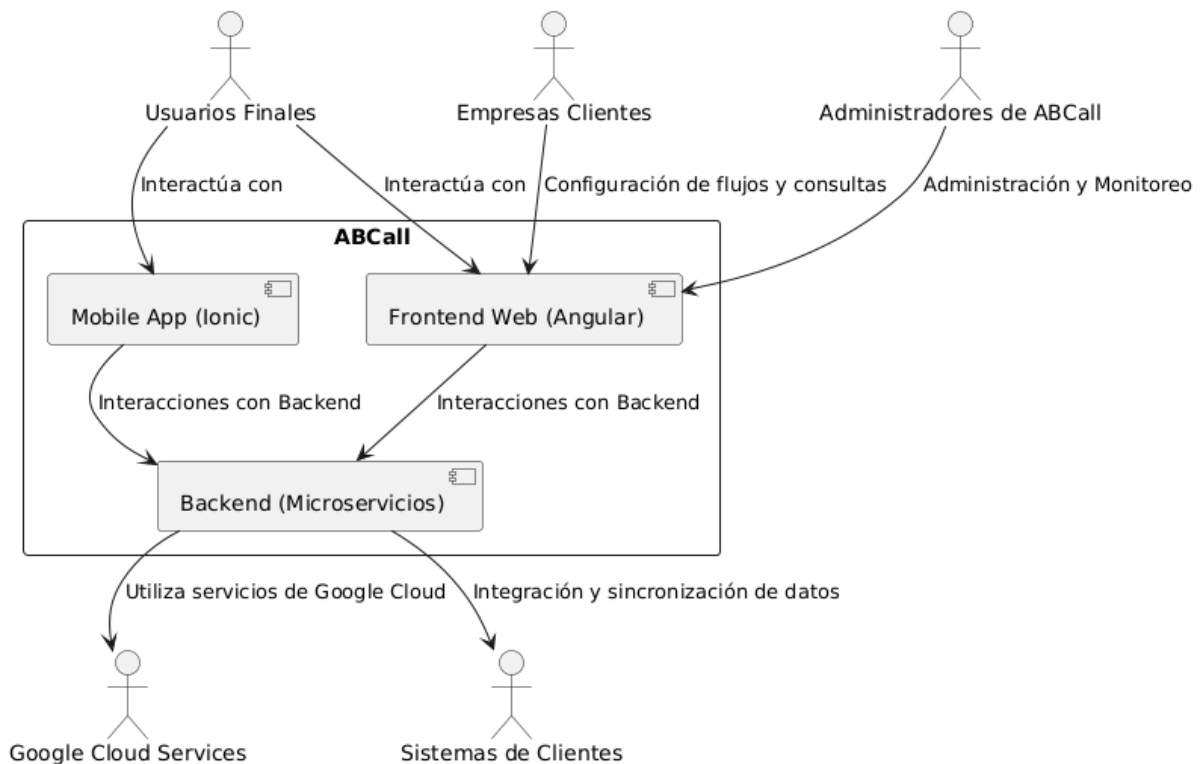 Usuarios Finales
Empresas Clientes
Administradores de ABCall
Interactúa con
Interactúa con
Configuración de flujos y consultas
Administración y Monitoreo
ABCall
Mobile App (Ionic)
Frontend Web (Angular)
Interacciones con Backend
Interacciones con Backend
Backend (Microservicios)
Utiliza servicios de Google Cloud
Integración y sincronización de datos
Google Cloud Services
Sistemas de Clientes